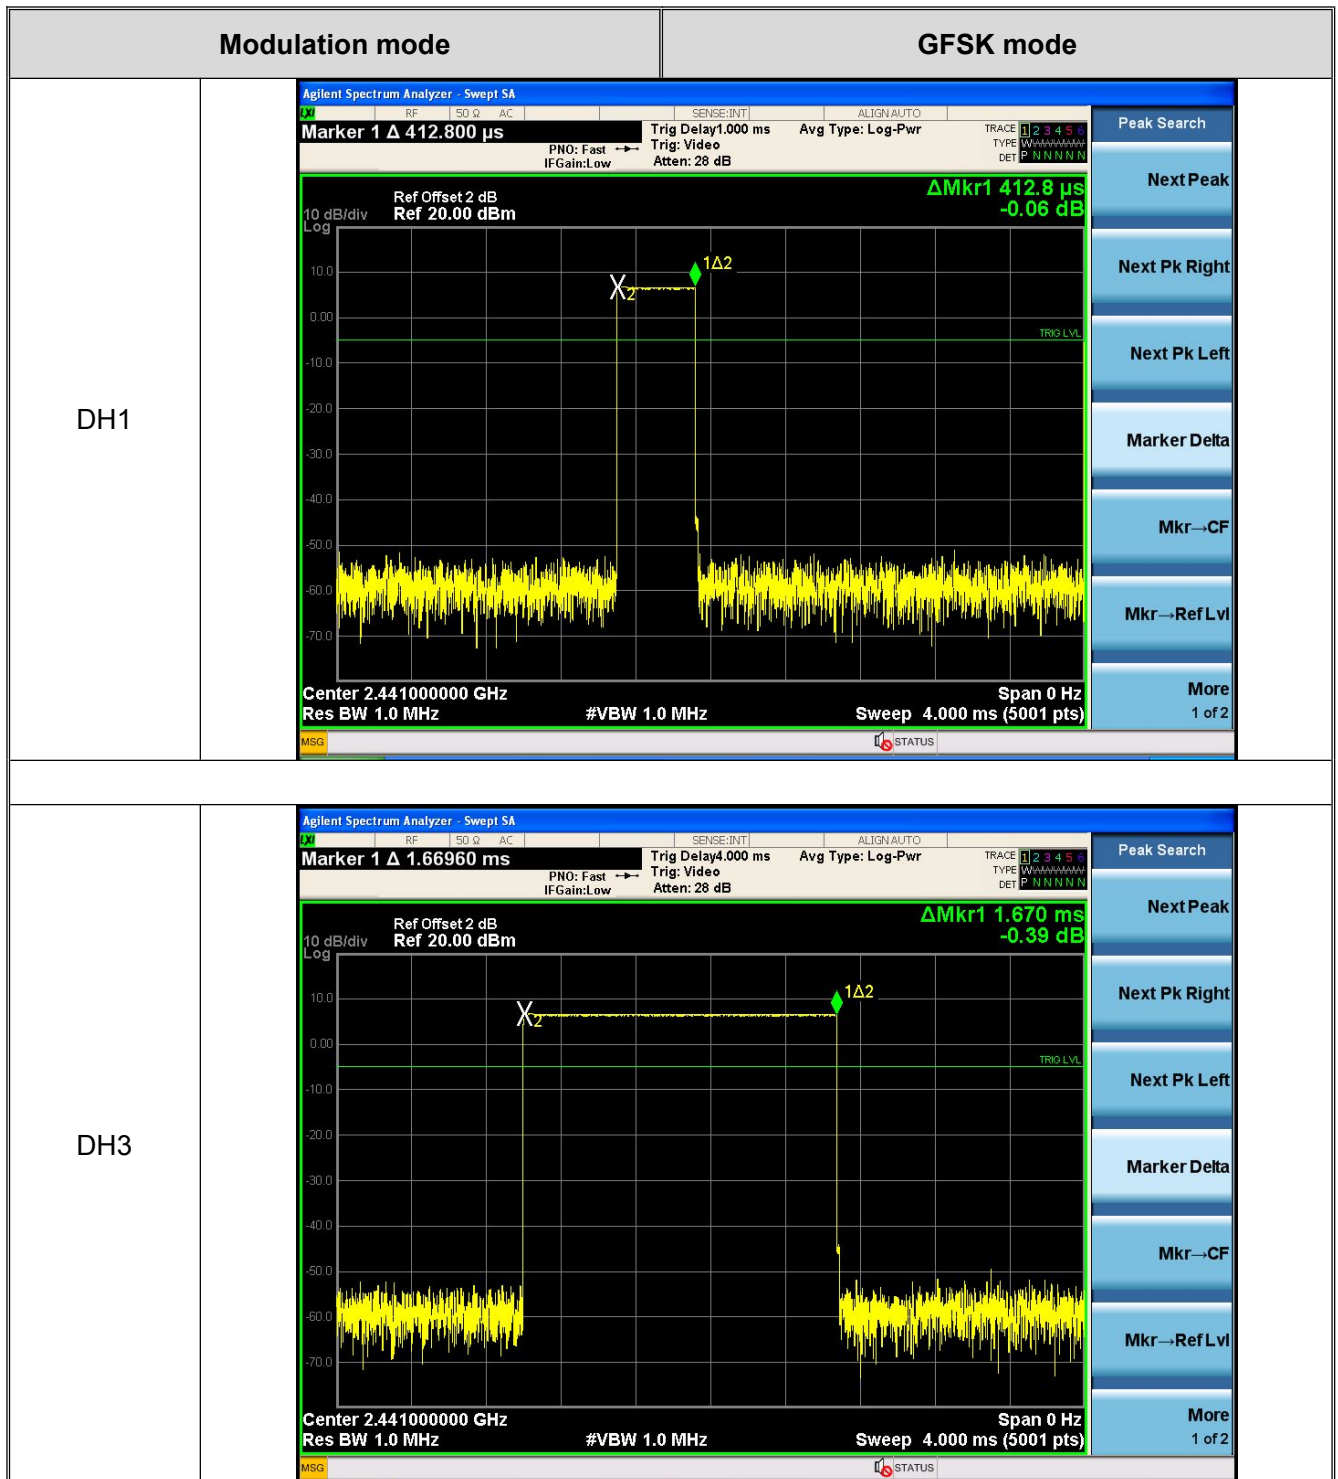 Modulation mode
GFSK mode
DH1
Agilent Spectrum Analyzer - Swept SA
LXI RF 50 Ω AC SENSE:INT ALIGN AUTO
Marker 1 Δ 412.800 µs
Trig Delay1.000 ms
Avg Type: Log-Pwr
TRACE 1 2 3 4 5 6
PNO: Fast
Trig: Video
TYPE WWWWWW
IFGain:Low
Atten: 28 dB
DET P N N N N N
Peak Search
Next Peak
Next Pk Right
Next Pk Left
Marker Delta
Mkr→CF
Mkr→Ref Lvl
More
1 of 2
ΔMkr1 412.8 µs
-0.06 dB
Ref Offset 2 dB
10 dB/div Ref 20.00 dBm
Log
10.0
0.00
-10.0
-20.0
-30.0
-40.0
-50.0
-60.0
-70.0
X2
1Δ2
TRIG LVL
Center 2.441000000 GHz
Span 0 Hz
Res BW 1.0 MHz
#VBW 1.0 MHz
Sweep 4.000 ms (5001 pts)
MSG
STATUS
DH3
Agilent Spectrum Analyzer - Swept SA
LXI RF 50 Ω AC SENSE:INT ALIGN AUTO
Marker 1 Δ 1.66960 ms
Trig Delay4.000 ms
Avg Type: Log-Pwr
TRACE 1 2 3 4 5 6
PNO: Fast
Trig: Video
TYPE WWWWWW
IFGain:Low
Atten: 28 dB
DET P N N N N N
Peak Search
Next Peak
Next Pk Right
Next Pk Left
Marker Delta
Mkr→CF
Mkr→Ref Lvl
More
1 of 2
ΔMkr1 1.670 ms
-0.39 dB
Ref Offset 2 dB
10 dB/div Ref 20.00 dBm
Log
10.0
0.00
-10.0
-20.0
-30.0
-40.0
-50.0
-60.0
-70.0
X2
1Δ2
TRIG LVL
Center 2.441000000 GHz
Span 0 Hz
Res BW 1.0 MHz
#VBW 1.0 MHz
Sweep 4.000 ms (5001 pts)
MSG
STATUS